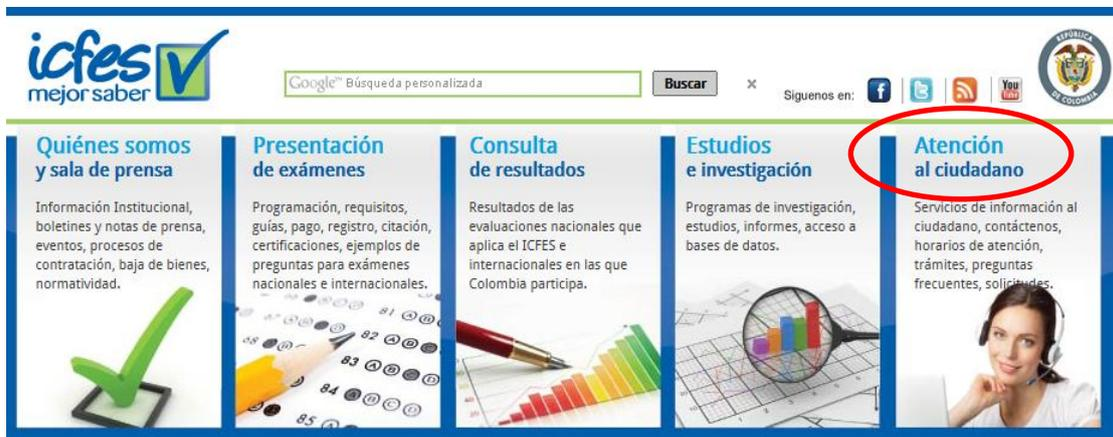 icfes
mejor saber
Google™ Búsqueda personalizada
Buscar
x
Siguenos en:
You
Tube
REPÚBLICA
DE COLOMBIA
Quiénes somos
y sala de prensa
Información Institucional,
boletines y notas de prensa,
eventos, procesos de
contratación, baja de bienes,
normatividad.
Presentación
de exámenes
Programación, requisitos,
guías, pago, registro, citación,
certificaciones, ejemplos de
preguntas para exámenes
nacionales e internacionales.
81
82
83
84
85
Consulta
de resultados
Resultados de las
evaluaciones nacionales que
aplica el ICFES e
internacionales en las que
Colombia participa.
Estudios
e investigación
Programas de investigación,
estudios, informes, acceso a
bases de datos.
Atención
al ciudadano
Servicios de información al
ciudadano, contáctenos,
horarios de atención,
trámites, preguntas
frecuentes, solicitudes.